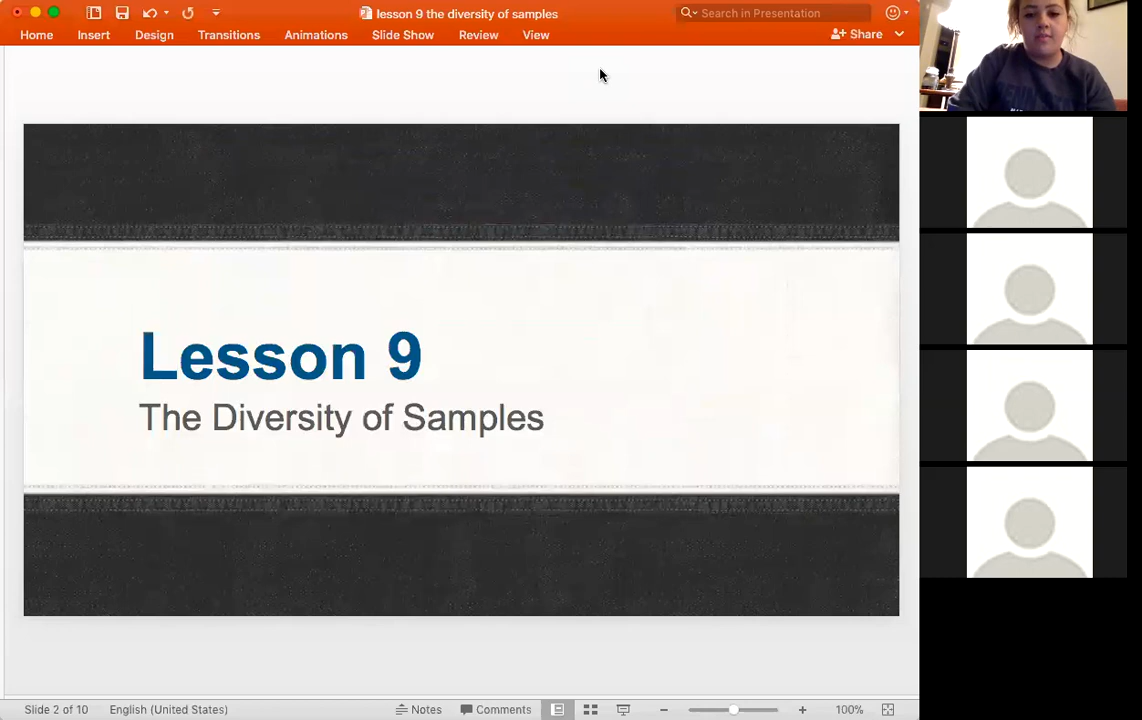 lesson 9 the diversity of samples
Search in Presentation
Home Insert Design Transitions Animations Slide Show Review View
Share
Lesson 9
The Diversity of Samples
Slide 2 of 10 English (United States) Notes Comments 100%